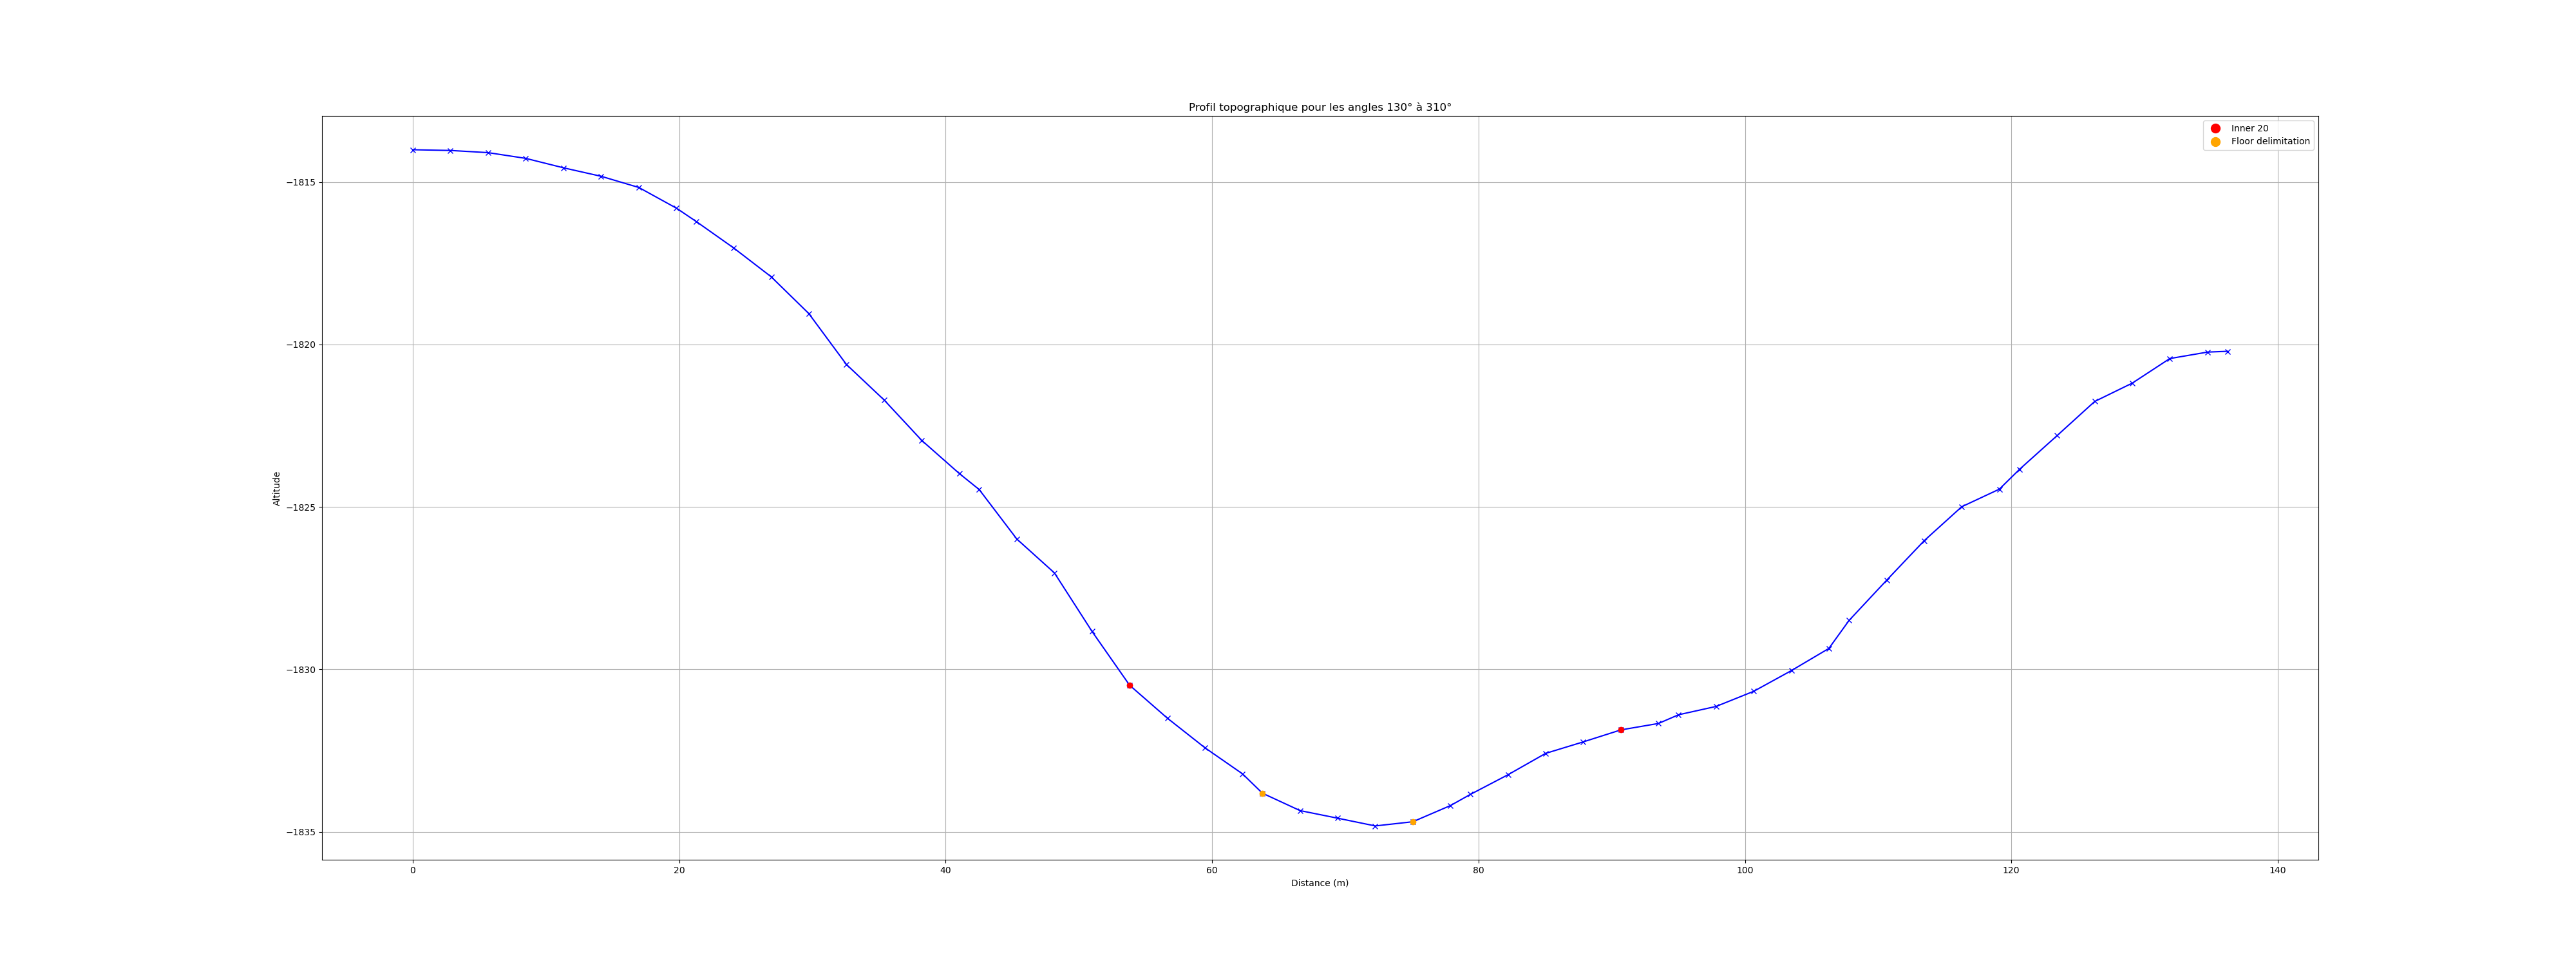 Profil topographique pour les angles 130° à 310°
Inner 20
Floor delimitation
−1815
−1820
−1825
−1830
−1835
Altitude
0 20 40 60 80 100 120 140
Distance (m)